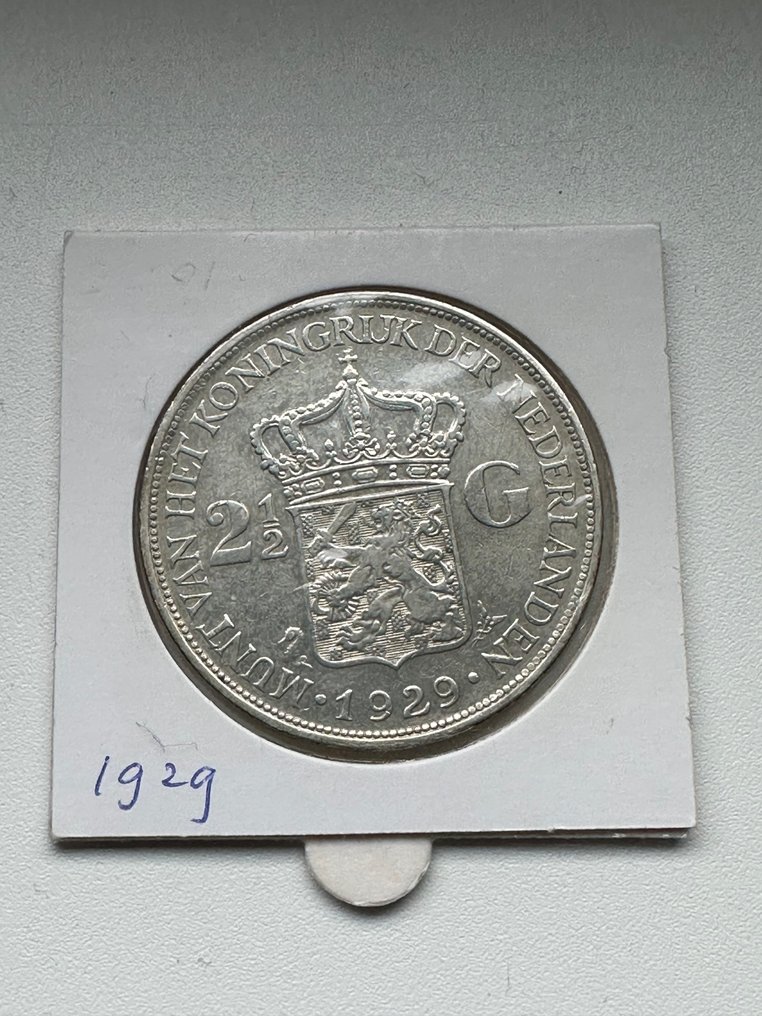 MUNT VAN HET KONINGRIJK DER NEDERLANDEN
2½ G
· 1929 ·
1929